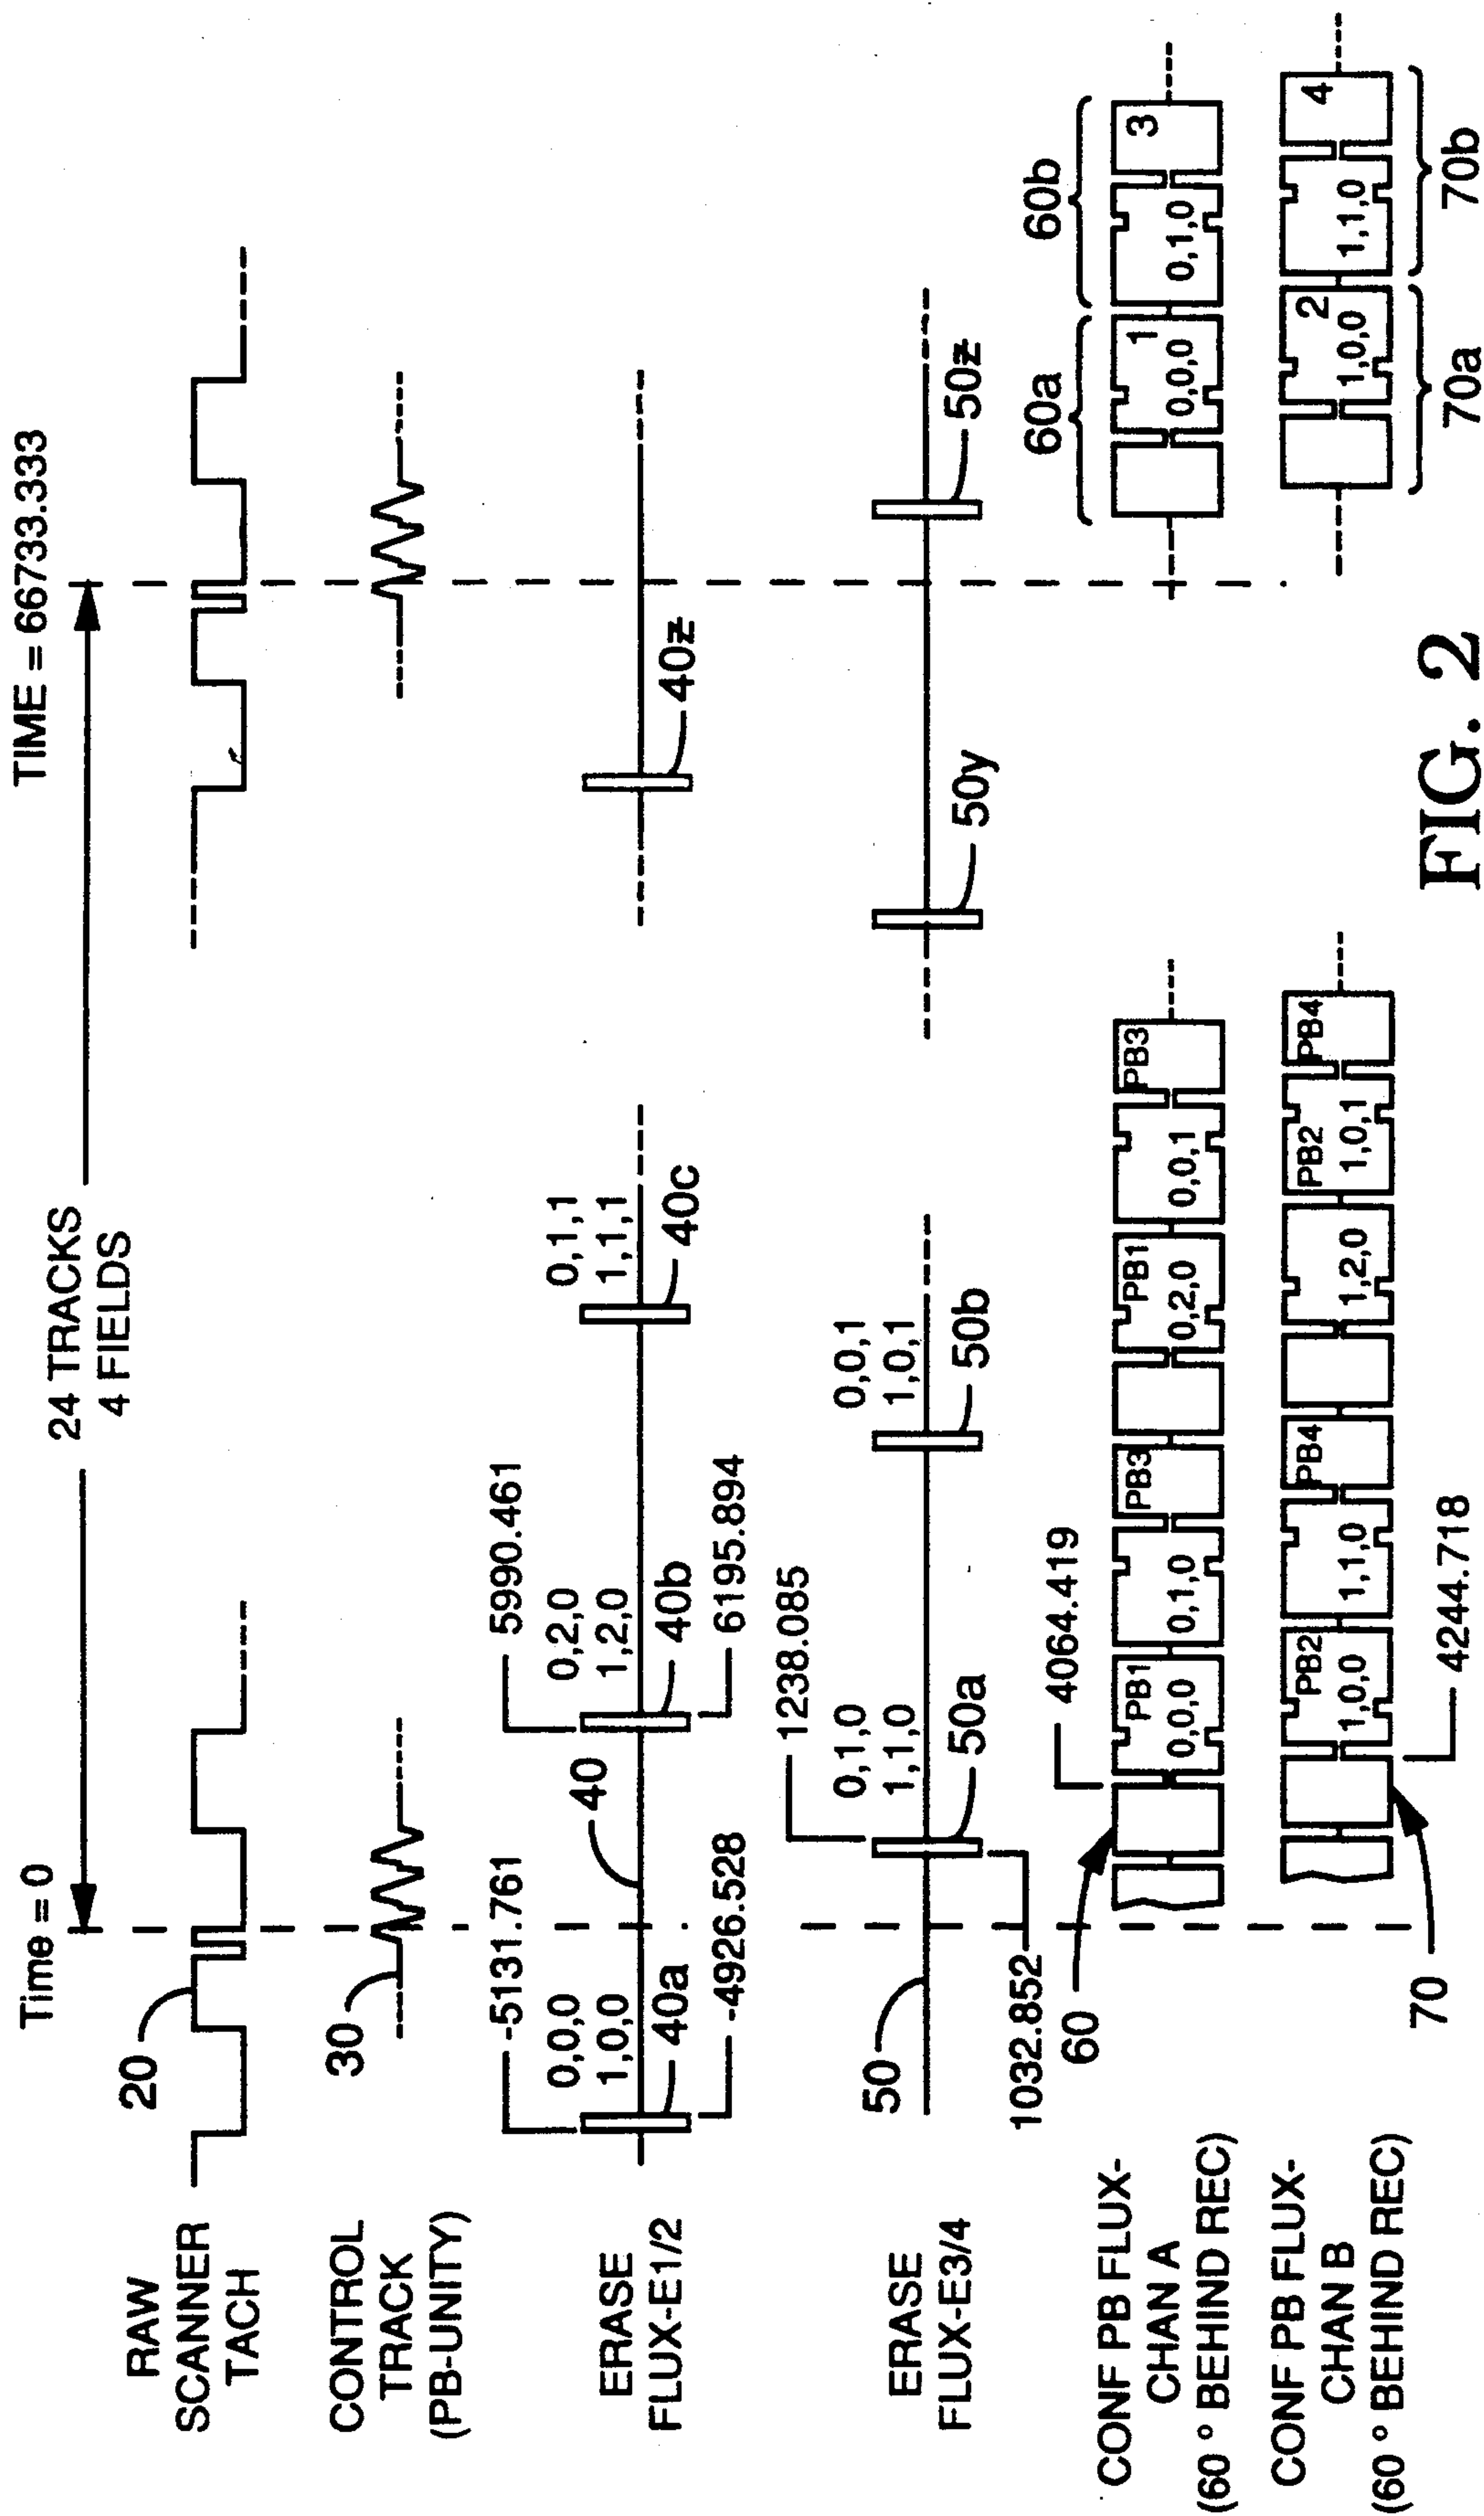 Time = 0
TIME = 66733.333
24 TRACKS
4 FIELDS
RAW
SCANNER
TACH
20
CONTROL
TRACK
(PB-UNITY)
30
ERASE
FLUX-E1/2
-5131.761
0,0,0
1,0,0
40a
-4926.528
40
5990.461
0,2,0
1,2,0
40b
6195.894
0,1,1
1,1,1
40c
40z
ERASE
FLUX-E3/4
50
1032.852
1238.085
0,1,0
1,1,0
50a
0,0,1
1,0,1
50b
50y
50z
CONF PB FLUX-
CHAN A
(60° BEHIND REC)
60
4064.419
PB1
0,0,0
0,1,0
PB3
PB1
0,2,0
0,0,1
PB3
60a
60b
1
0,0,0
0,1,0
3
CONF PB FLUX-
CHAN B
(60° BEHIND REC)
70
4244.718
PB2
1,0,0
1,1,0
PB4
1,2,0
PB2
1,0,1
PB4
2
1,0,0
1,1,0
4
70a
70b
FIG. 2